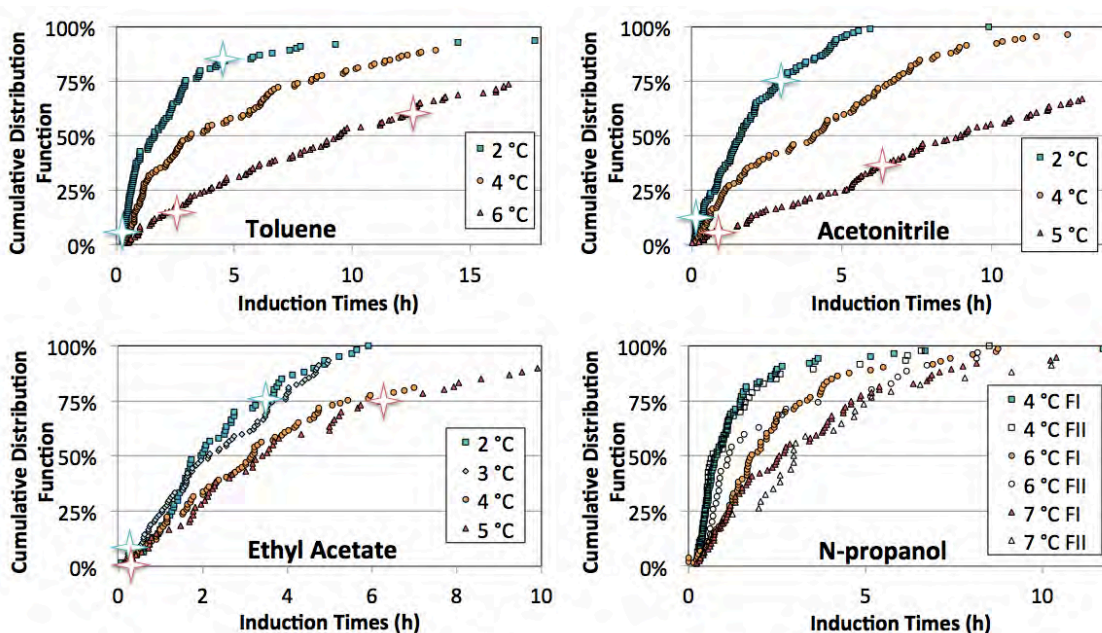 Cumulative Distribution
Function
100%
75%
50%
25%
0%
0
5
10
15
Induction Times (h)
Toluene
2 °C
4 °C
6 °C
Cumulative Distribution
Function
100%
75%
50%
25%
0%
0
5
10
Induction Times (h)
Acetonitrile
2 °C
4 °C
5 °C
Cumulative Distribution
Function
100%
75%
50%
25%
0%
0
2
4
6
8
10
Induction Times (h)
Ethyl Acetate
2 °C
3 °C
4 °C
5 °C
Cumulative Distribution
Function
100%
75%
50%
25%
0%
0
2
4
6
8
10
Induction Times (h)
N-propanol
4 °C FI
4 °C FII
6 °C FI
6 °C FII
7 °C FI
7 °C FII